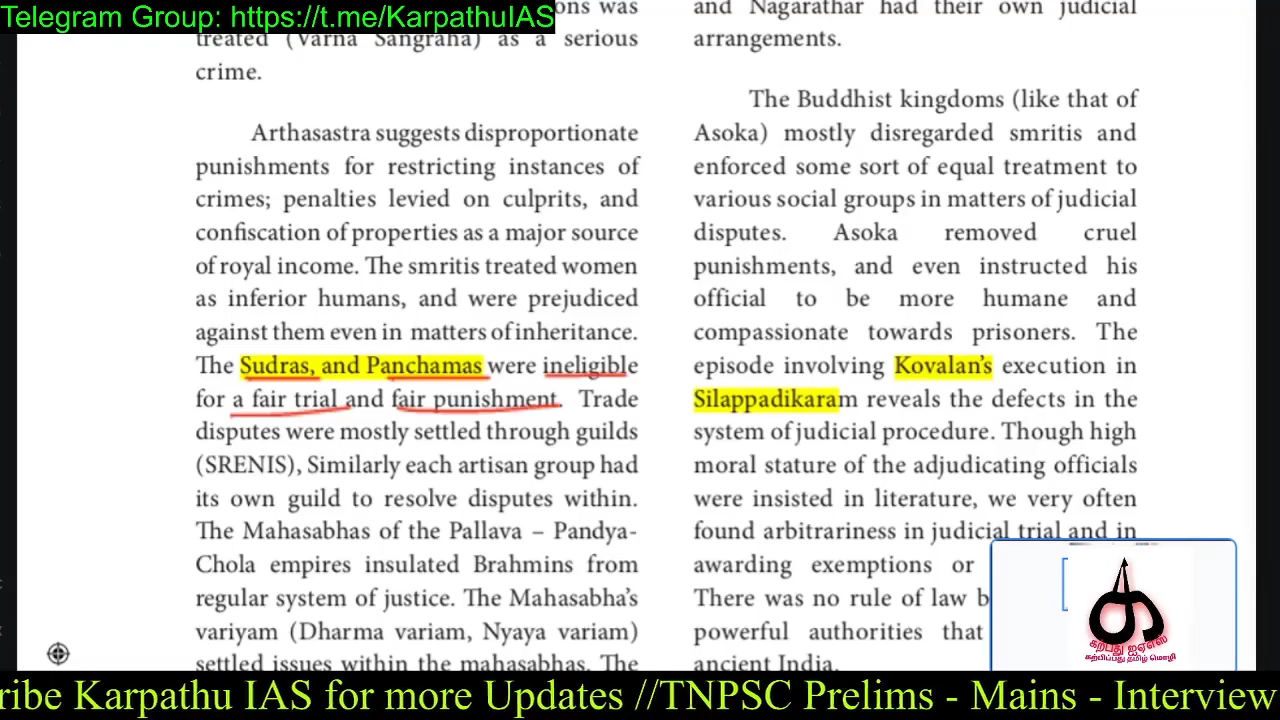 Telegram Group: https://t.me/KarpathuIAS
ons was
treated (Varna Sangraha) as a serious
crime.
Arthasastra suggests disproportionate
punishments for restricting instances of
crimes; penalties levied on culprits, and
confiscation of properties as a major source
of royal income. The smritis treated women
as inferior humans, and were prejudiced
against them even in matters of inheritance.
The Sudras, and Panchamas were ineligible
for a fair trial and fair punishment. Trade
disputes were mostly settled through guilds
(SRENIS), Similarly each artisan group had
its own guild to resolve disputes within.
The Mahasabhas of the Pallava – Pandya-
Chola empires insulated Brahmins from
regular system of justice. The Mahasabha’s
variyam (Dharma variam, Nyaya variam)
settled issues within the mahasabhas. The
and Nagarathar had their own judicial
arrangements.
The Buddhist kingdoms (like that of
Asoka) mostly disregarded smritis and
enforced some sort of equal treatment to
various social groups in matters of judicial
disputes. Asoka removed cruel
punishments, and even instructed his
official to be more humane and
compassionate towards prisoners. The
episode involving Kovalan’s execution in
Silappadikaram reveals the defects in the
system of judicial procedure. Though high
moral stature of the adjudicating officials
were insisted in literature, we very often
found arbitrariness in judicial trial and in
awarding exemptions or
There was no rule of law b
powerful authorities that
ancient India.
க
கற்பது ஐஏஎஸ்
கற்பிப்பது தமிழ் மொழி
ribe Karpathu IAS for more Updates //TNPSC Prelims - Mains - Interview